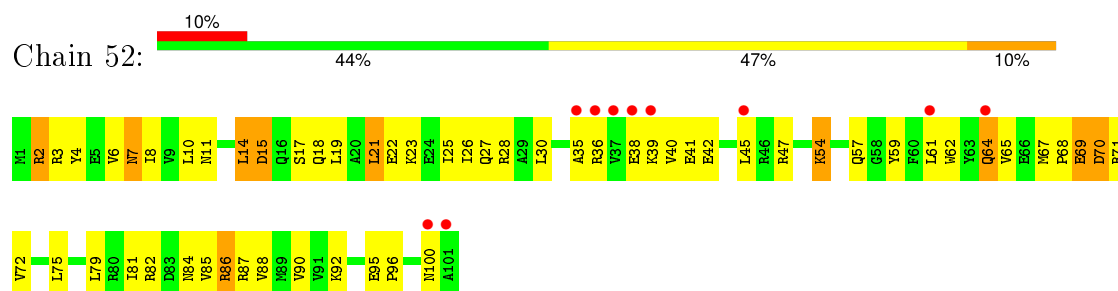 10%
Chain 52:
44% 47% 10%
M1 R2 R3 Y4 E5 V6 N7 I8 V9 L10 N11 L14 D15 Q16 S17 Q18 L19 A20 L21 E22 K23 E24 I25 I26 Q27 R28 A29 L30 A35 R36 V37 E38 K39 V40 E41 E42 L45 R46 R47 K54 Q57 G58 Y59 F60 L61 W62 Y63 Q64 V65 E66 M67 P68 E69 D70 R71
V72 L75 L79 R80 I81 R82 D83 N84 V85 R86 R87 V88 M89 V90 V91 K92 E95 P96 N100 A101